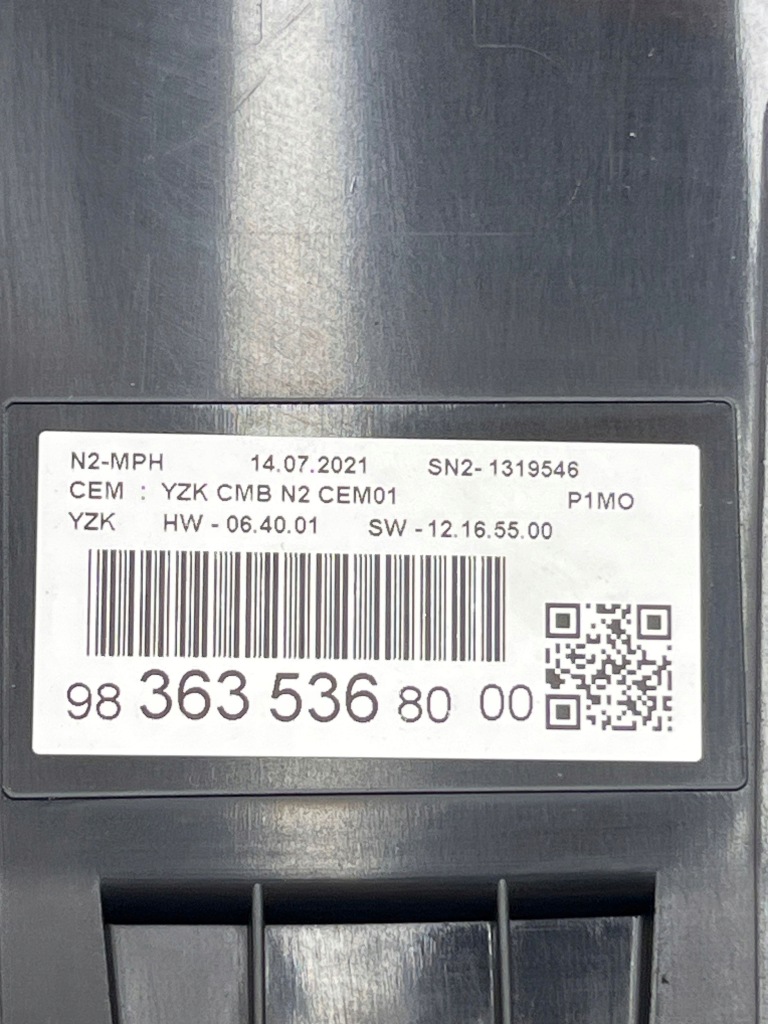 N2-MPH 14.07.2021 SN2- 1319546
CEM : YZK CMB N2 CEM01 P1MO
YZK HW - 06.40.01 SW - 12.16.55.00
98 363 536 80 00